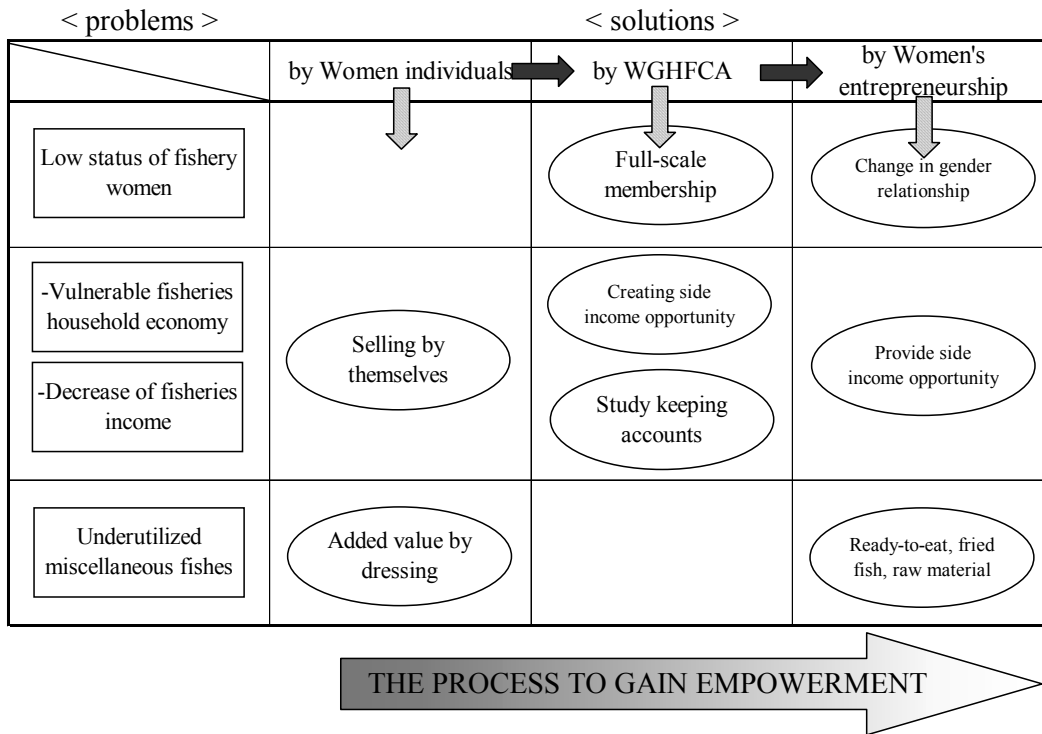 < problems >
< solutions >
by Women individuals
by WGHFCA
by Women's
entrepreneurship
Low status of fishery
women
Full-scale
membership
Change in gender
relationship
-Vulnerable fisheries
household economy
-Decrease of fisheries
income
Selling by
themselves
Creating side
income opportunity
Study keeping
accounts
Provide side
income opportunity
Underutilized
miscellaneous fishes
Added value by
dressing
Ready-to-eat, fried
fish, raw material
THE PROCESS TO GAIN EMPOWERMENT